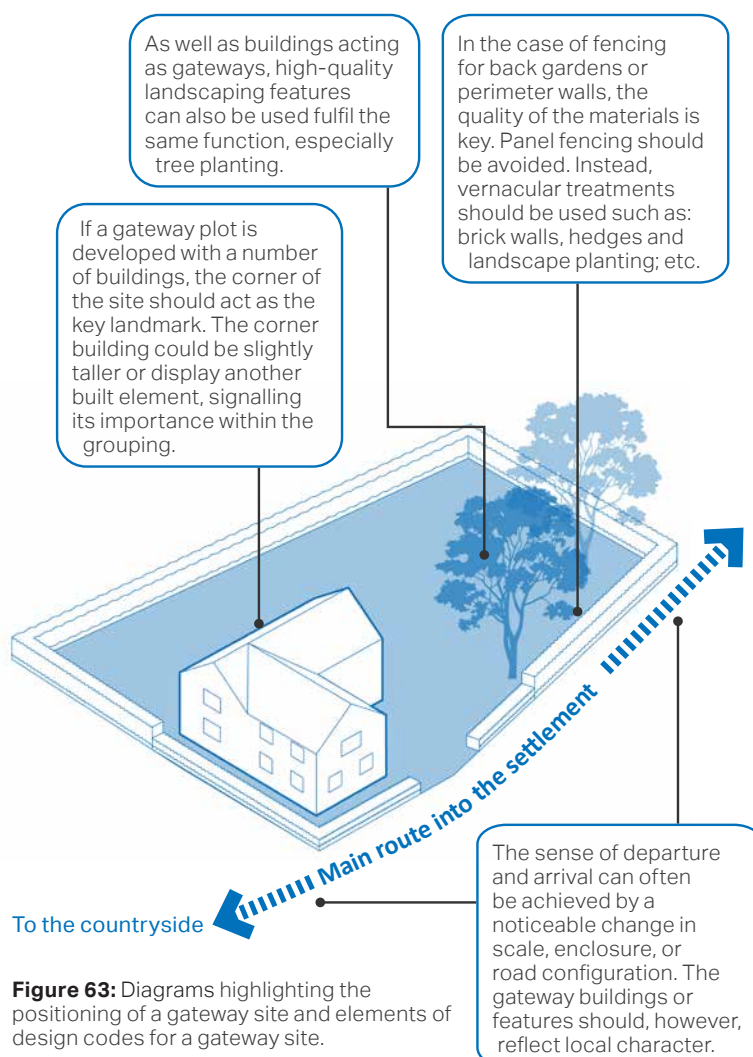 As well as buildings acting
as gateways, high-quality
landscaping features
can also be used fulfil the
same function, especially
tree planting.
In the case of fencing
for back gardens or
perimeter walls, the
quality of the materials is
key. Panel fencing should
be avoided. Instead,
vernacular treatments
should be used such as:
brick walls, hedges and
landscape planting; etc.
If a gateway plot is
developed with a number
of buildings, the corner of
the site should act as the
key landmark. The corner
building could be slightly
taller or display another
built element, signalling
its importance within the
grouping.
Main route into the settlement
To the countryside
The sense of departure
and arrival can often
be achieved by a
noticeable change in
scale, enclosure, or
road configuration. The
gateway buildings or
features should, however,
reflect local character.
Figure 63: Diagrams highlighting the
positioning of a gateway site and elements of
design codes for a gateway site.